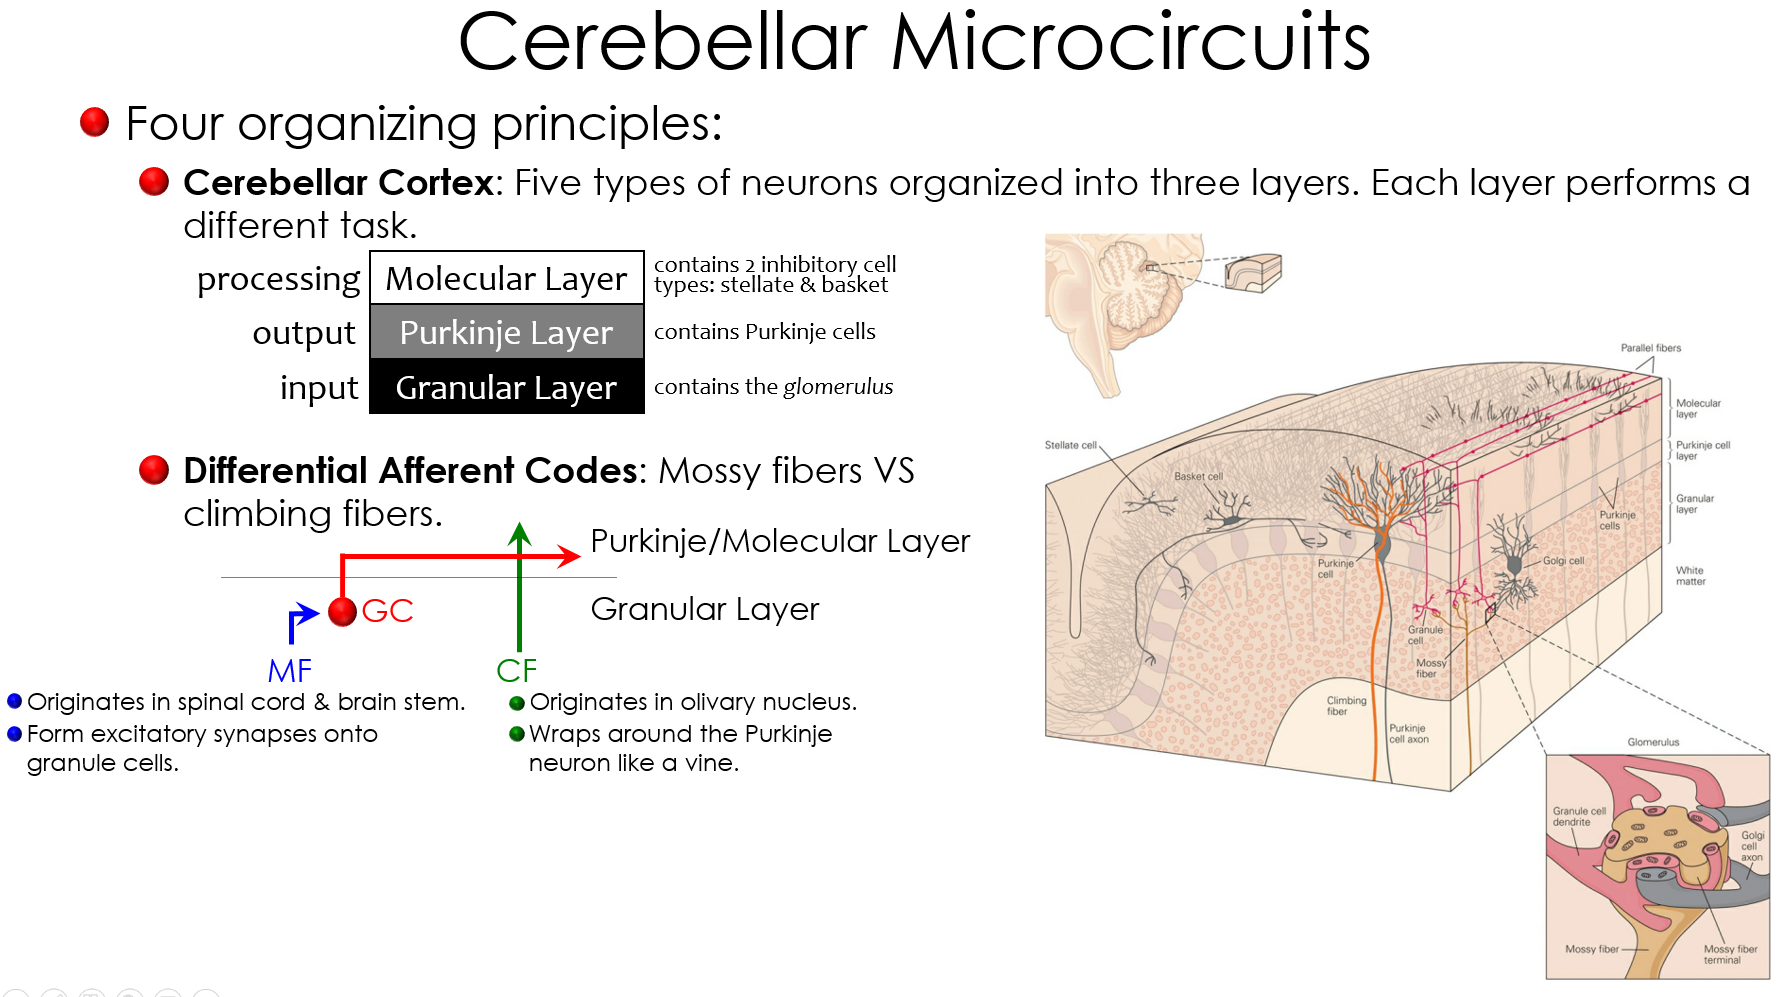 Cerebellar Microcircuits
Four organizing principles:
Cerebellar Cortex: Five types of neurons organized into three layers. Each layer performs a
different task.
processing
Molecular Layer
contains 2 inhibitory cell
types: stellate & basket
output
Purkinje Layer
contains Purkinje cells
input
Granular Layer
contains the glomerulus
Differential Afferent Codes: Mossy fibers VS
climbing fibers.
Purkinje/Molecular Layer
GC
Granular Layer
MF
CF
Originates in spinal cord & brain stem.
Form excitatory synapses onto
granule cells.
Originates in olivary nucleus.
Wraps around the Purkinje
neuron like a vine.
Parallel fibers
Molecular
layer
Purkinje cell
layer
Granular
layer
White
matter
Stellate cell
Basket cell
Purkinje
cell
Purkinje
cells
Golgi cell
Granule
cell
Mossy
fiber
Climbing
fiber
Purkinje
cell axon
Glomerulus
Granule cell
dendrite
Golgi
cell
axon
Mossy fiber
Mossy fiber
terminal